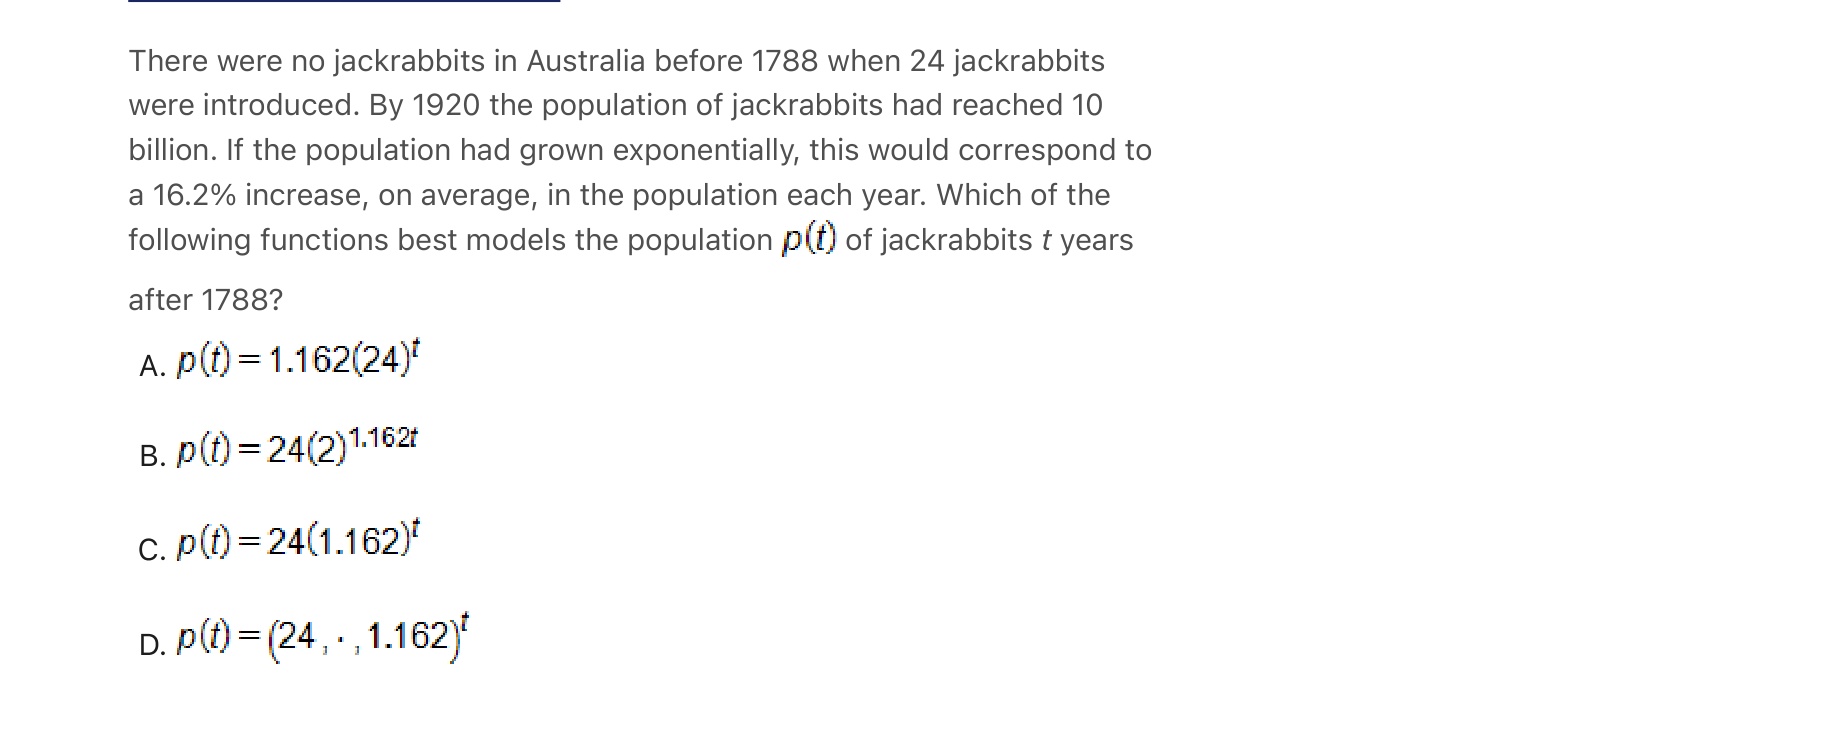 There were no jackrabbits in Australia before 1788 when 24 jackrabbits
were introduced. By 1920 the population of jackrabbits had reached 10
billion. If the population had grown exponentially, this would correspond to
a 16.2% increase, on average, in the population each year. Which of the
following functions best models the population p(t) of jackrabbits t years
after 1788?
A. p(t) = 1.162(24)^t
B. p(t) = 24(2)^1.162t
C. p(t) = 24(1.162)^t
D. p(t) = (24 , · , 1.162)^t